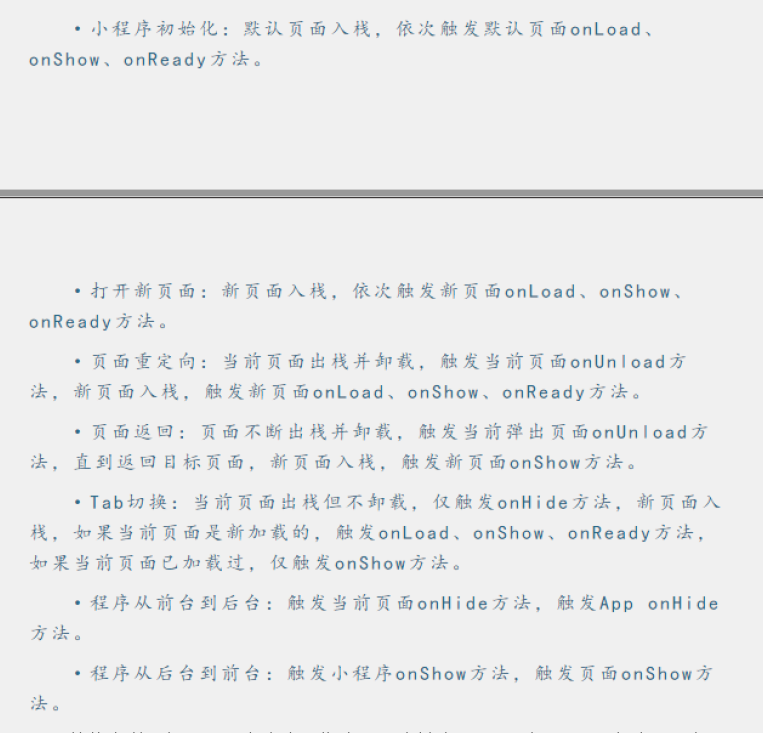 •小程序初始化：默认页面入栈，依次触发默认页面onLoad、
onShow、onReady方法。
•打开新页面：新页面入栈，依次触发新页面onLoad、onShow、
onReady方法。
•页面重定向：当前页面出栈并卸载，触发当前页面onUnload方
法，新页面入栈，触发新页面onLoad、onShow、onReady方法。
•页面返回：页面不断出栈并卸载，触发当前弹出页面onUnload方
法，直到返回目标页面，新页面入栈，触发新页面onShow方法。
•Tab切换：当前页面出栈但不卸载，仅触发onHide方法，新页面入
栈，如果当前页面是新加载的，触发onLoad、onShow、onReady方法，
如果当前页面已加载过，仅触发onShow方法。
•程序从前台到后台：触发当前页面onHide方法，触发App onHide
方法。
•程序从后台到前台：触发小程序onShow方法，触发页面onShow方
法。